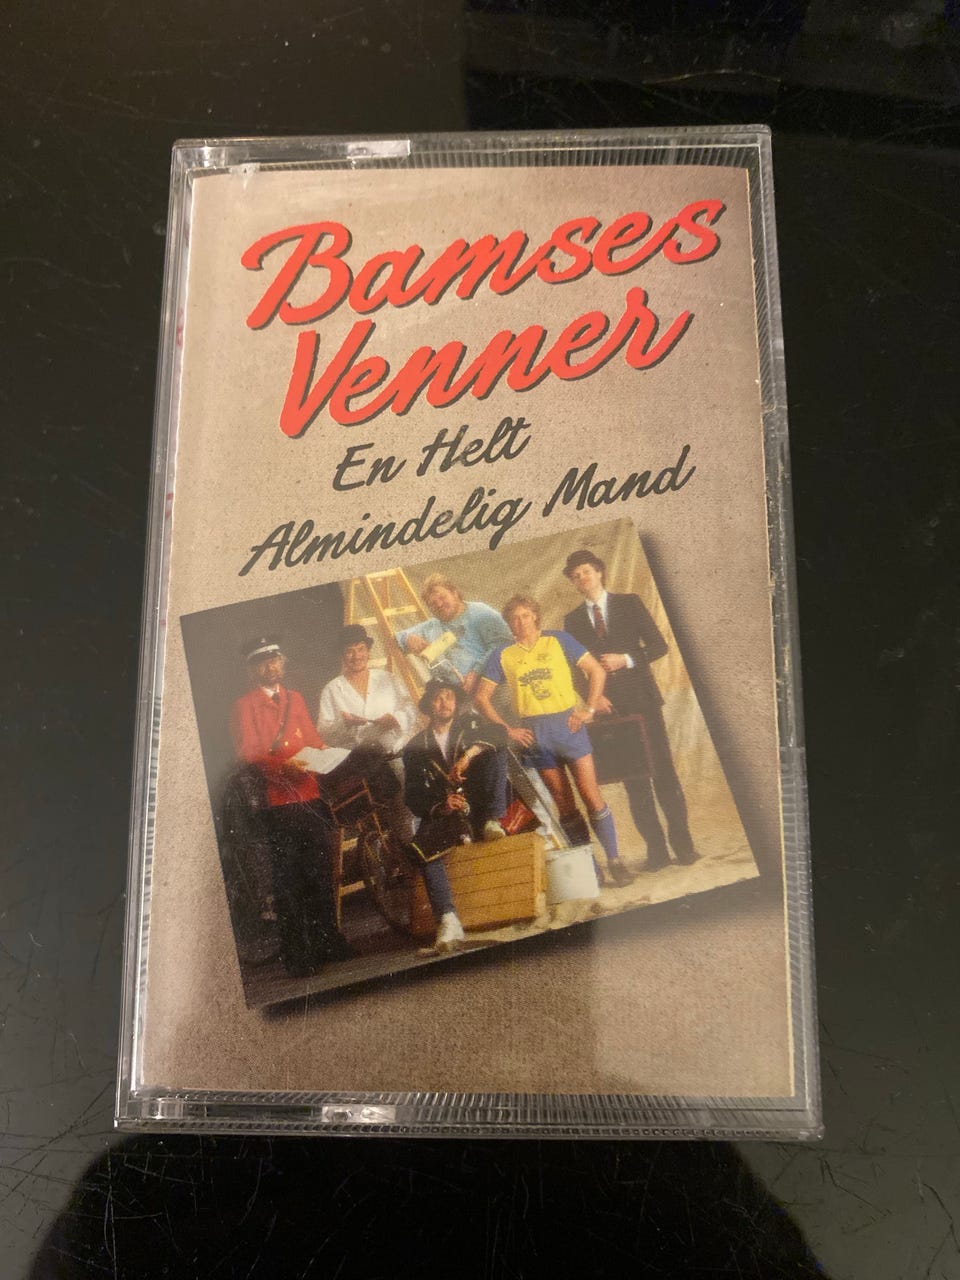 Bamses
Venner
En Helt
Almindelig Mand